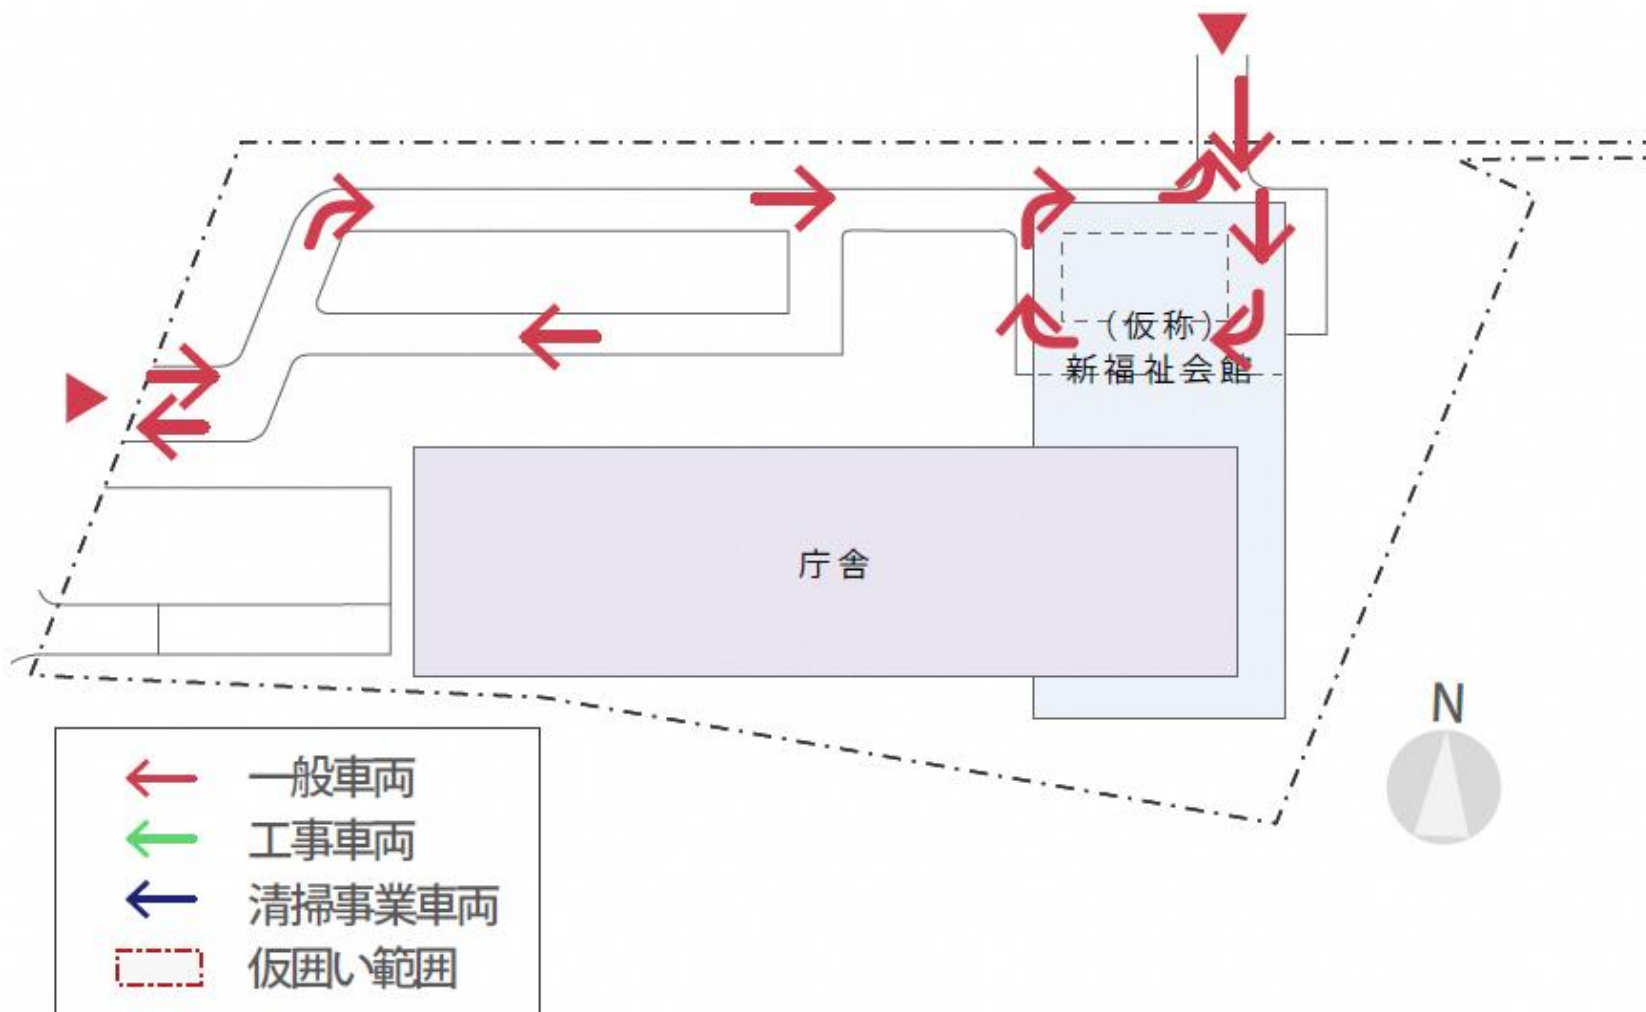 （仮称）
新福祉会館
庁舎
N
一般車両
工事車両
清掃事業車両
仮囲い範囲